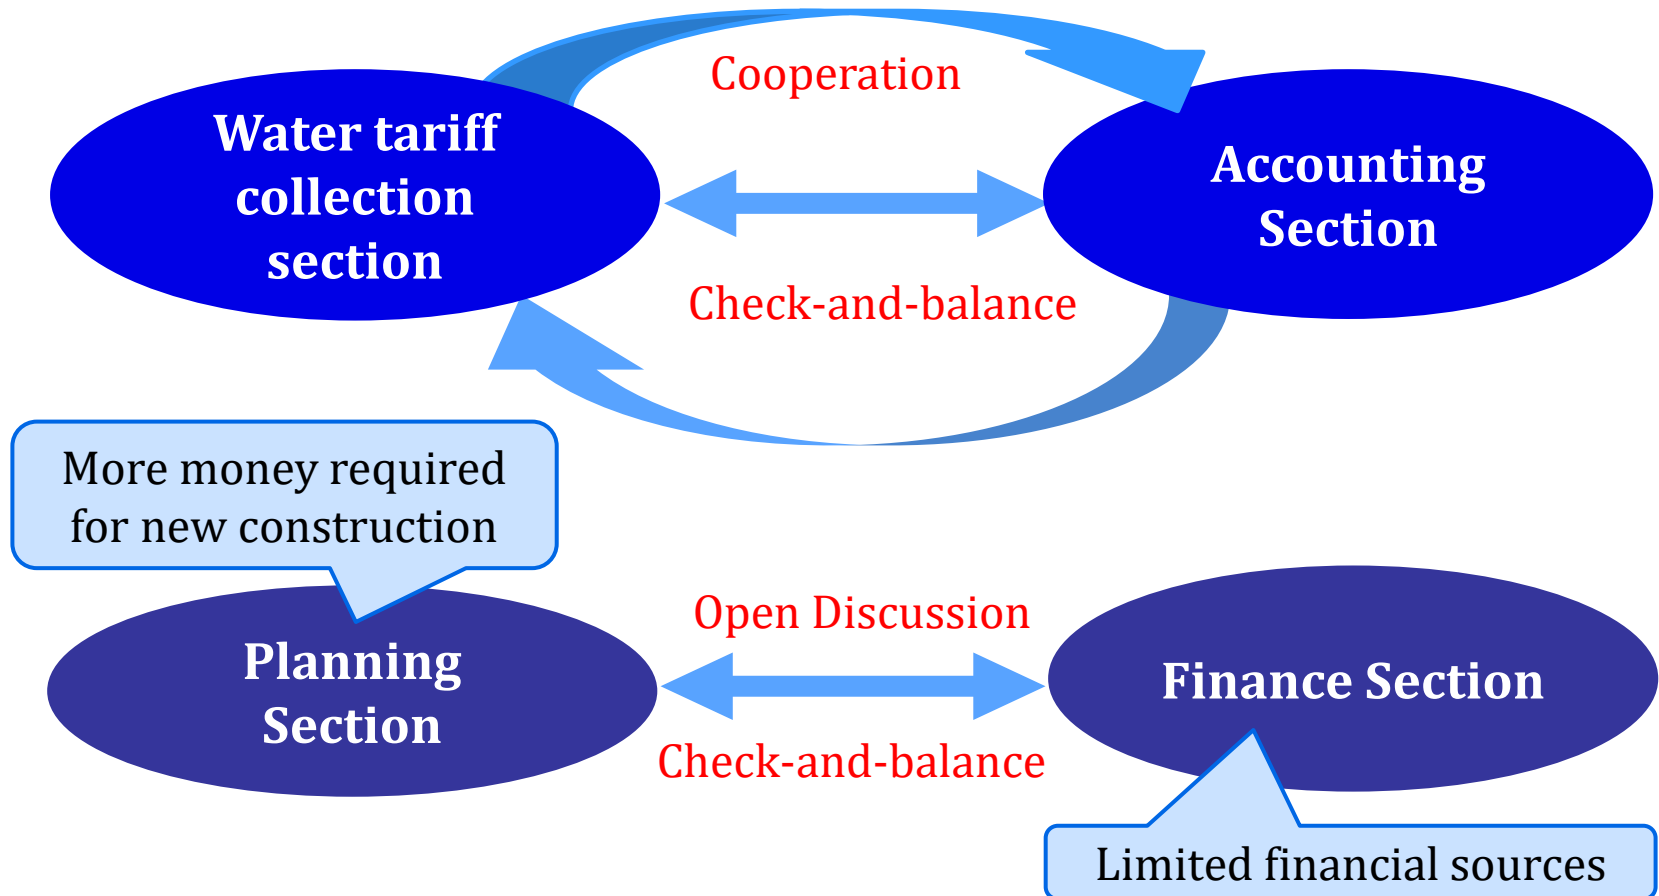 Cooperation
Water tariff
collection
section
Accounting
Section
Check-and-balance
More money required
for new construction
Open Discussion
Planning
Section
Finance Section
Check-and-balance
Limited financial sources